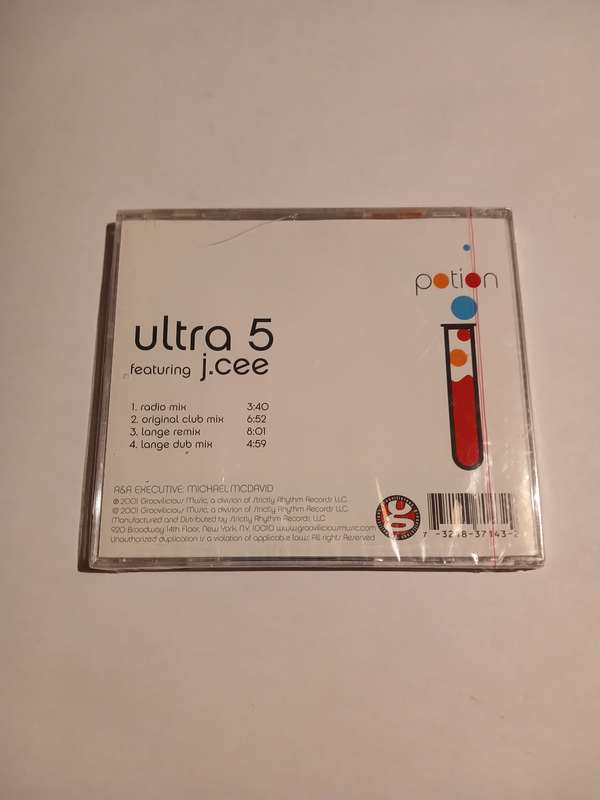 potion
ultra 5
featuring j.cee
1. radio mix 3:40
2. original club mix 6:52
3. lange remix 8:01
4. lange dub mix 4:59
A&A EXECUTIVE: MICHAEL MCDAVID
℗ 2001 Groovilicious Music, a division of Strictly Rhythm Records LLC.
© 2001 Groovilicious Music, a division of Strictly Rhythm Records LLC.
Manufactured and Distributed by Strictly Rhythm Records, LLC
920 Broadway 14th Floor, New York, N.Y. 10010 www.grooviliciousmusic.com
Unauthorized duplication is a violation of applicable laws. All rights Reserved